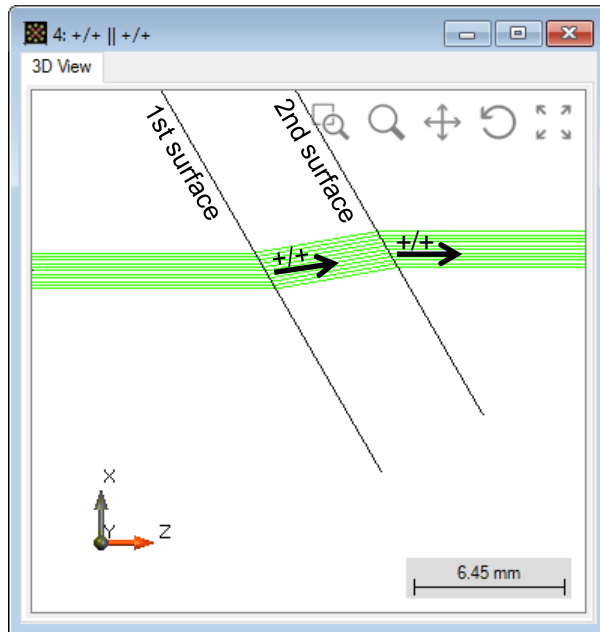 4: +/+ || +/+
3D View
1st surface
2nd surface
+/+
+/+
X
Y
Z
6.45 mm